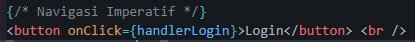 {/* Navigasi Imperatif */}
<button onClick={handlerLogin}>Login</button> <br />